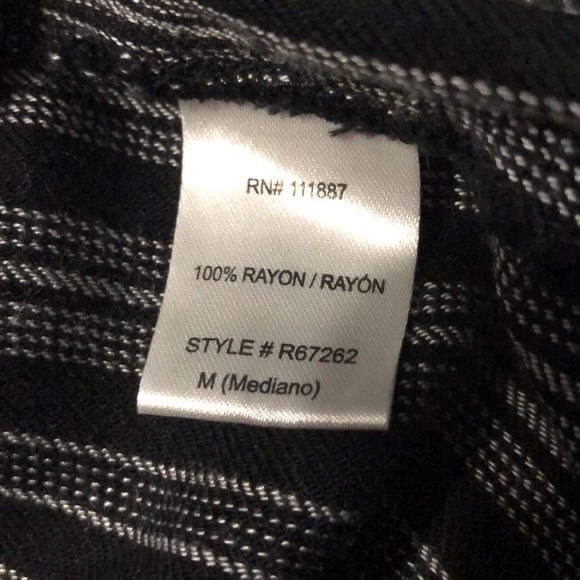 RN# 111887
100% RAYON / RAYÓN
STYLE # R67262
M (Mediano)